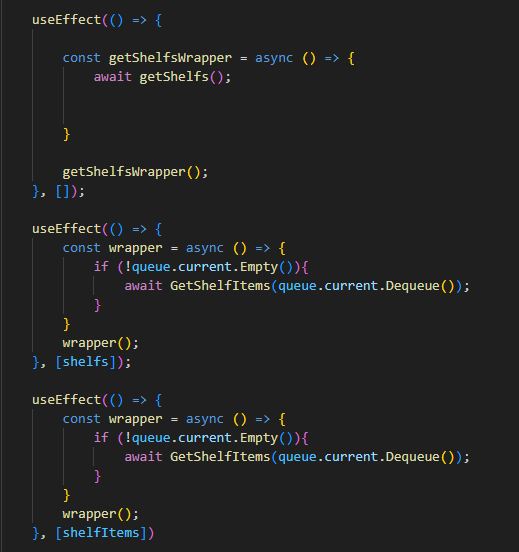 useEffect(() => {
const getShelfsWrapper = async () => {
await getShelfs();
}
getShelfsWrapper();
}, []);
useEffect(() => {
const wrapper = async () => {
if (!queue.current.Empty()){
await GetShelfItems(queue.current.Dequeue());
}
}
wrapper();
}, [shelfs]);
useEffect(() => {
const wrapper = async () => {
if (!queue.current.Empty()){
await GetShelfItems(queue.current.Dequeue());
}
}
wrapper();
}, [shelfItems])